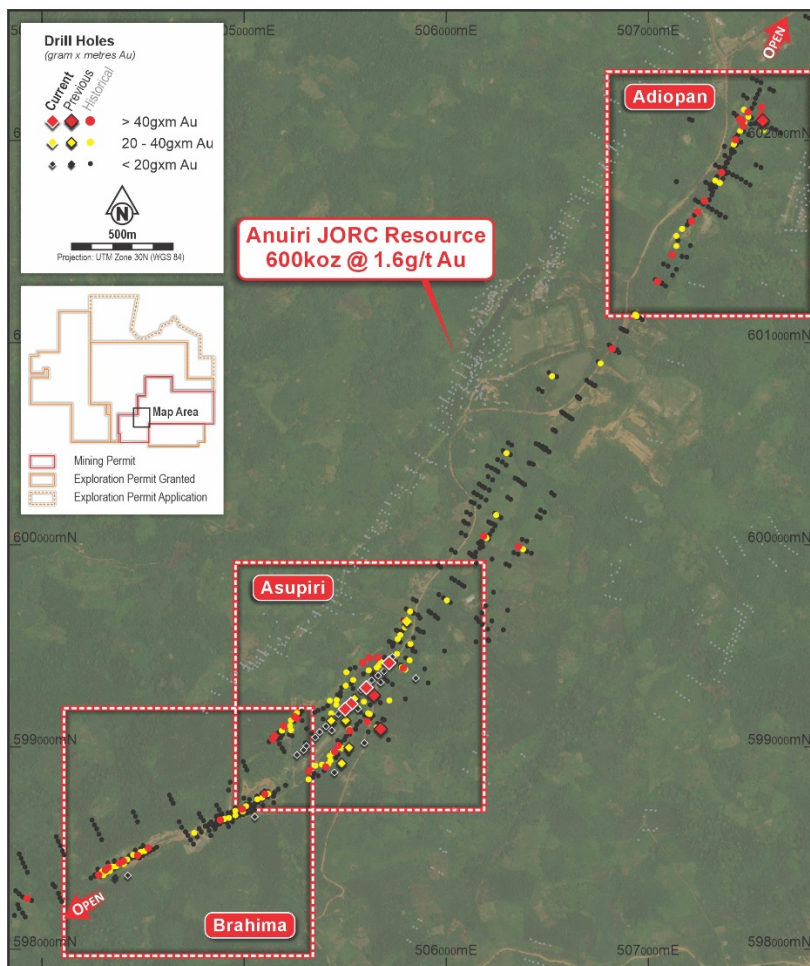 Drill Holes
(gram x metres Au)
Current
Previous
Historical
> 40gxm Au
20 - 40gxm Au
< 20gxm Au
N
500m
Projection: UTM Zone 30N (WGS 84)
Map Area
Mining Permit
Exploration Permit Granted
Exploration Permit Application
505000mE
506000mE
507000mE
OPEN
Adiopan
602000mN
Anuiri JORC Resource
600koz @ 1.6g/t Au
601000mN
600000mN
600000mN
Asupiri
599000mN
599000mN
OPEN
Brahima
598000mN
598000mN
506000mE
507000mE